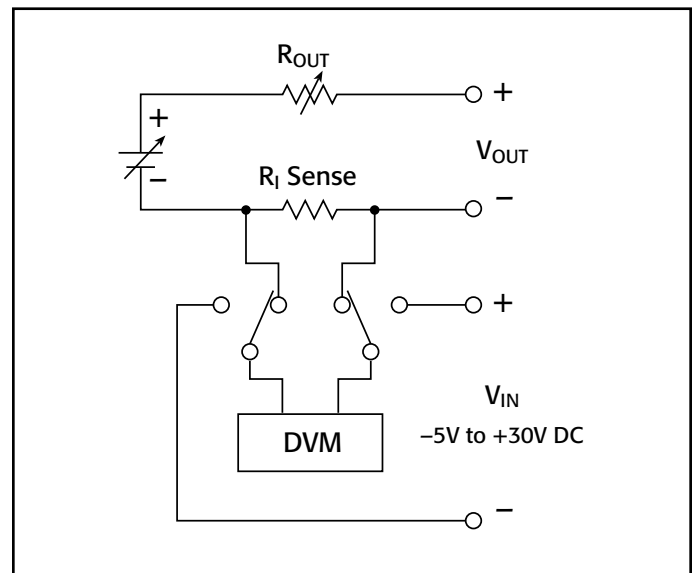 R_OUT
+
+
V_OUT
−
R_I Sense
−
+
V_IN
DVM
−5V to +30V DC
−